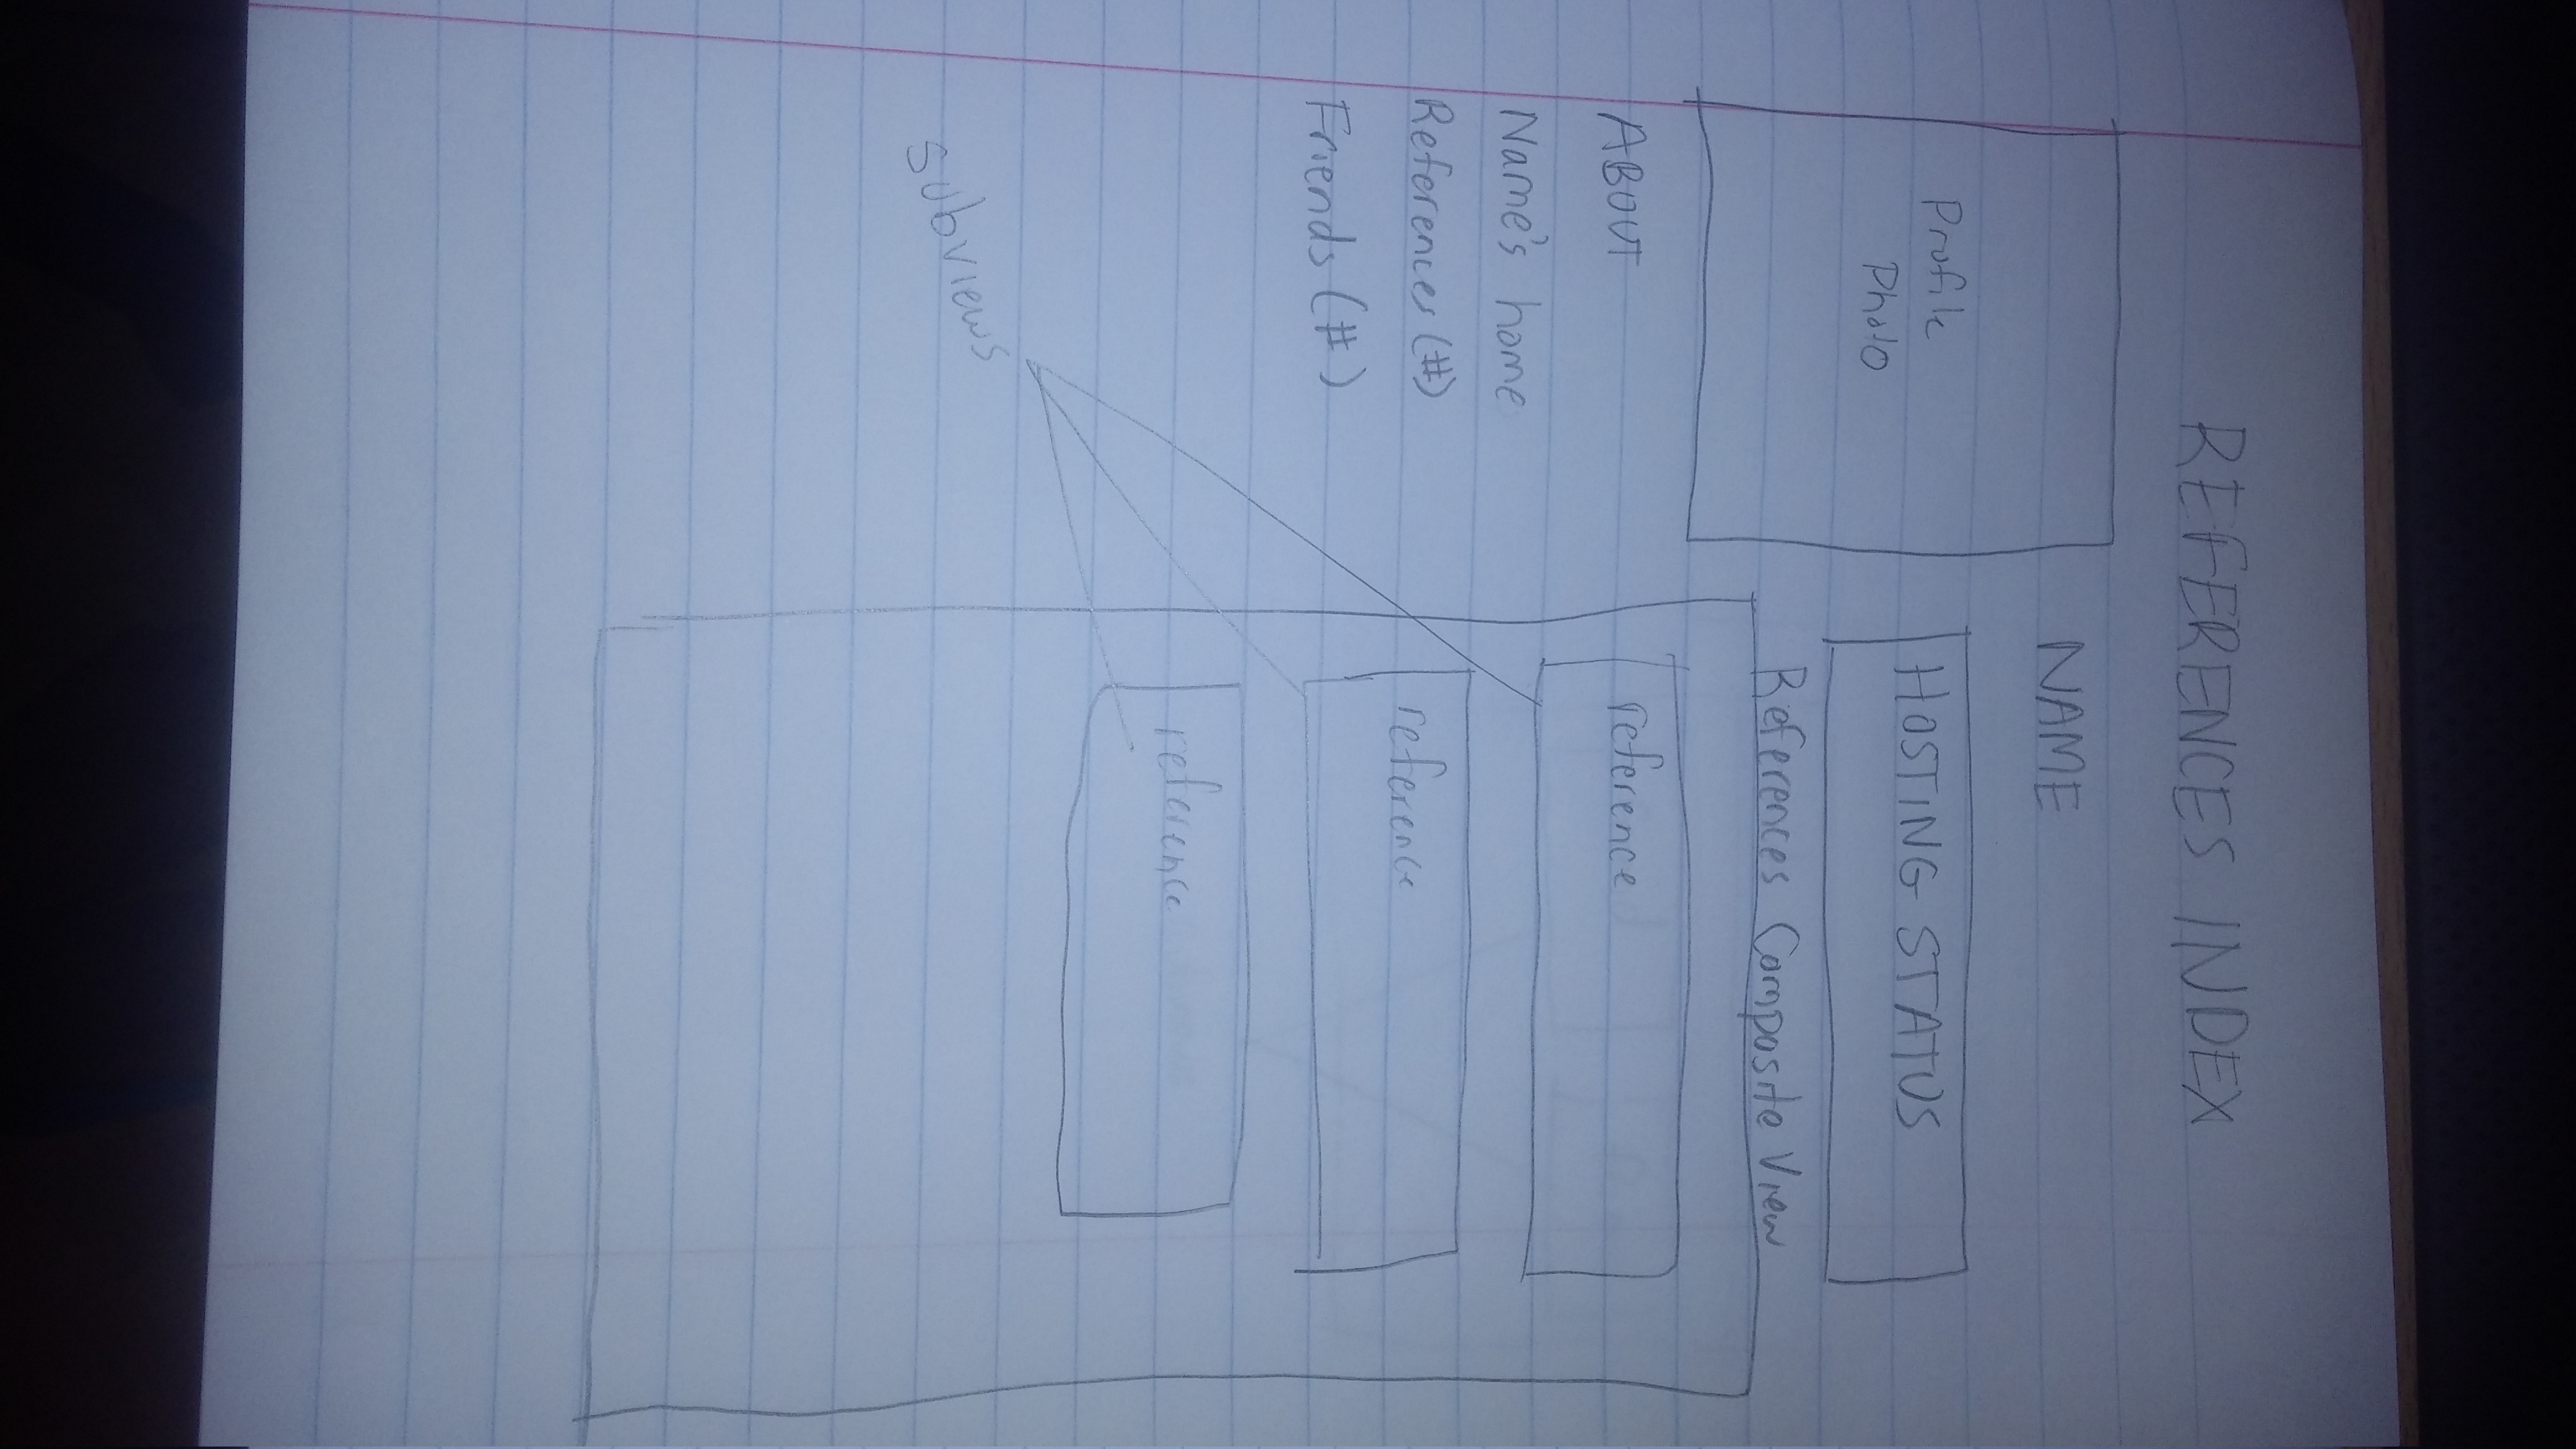 REFERENCES INDEX
NAME
Profile
Photo
HOSTING STATUS
References Composite View
ABOUT
Name's home
References (#)
Friends (#)
reference
reference
reference
subviews